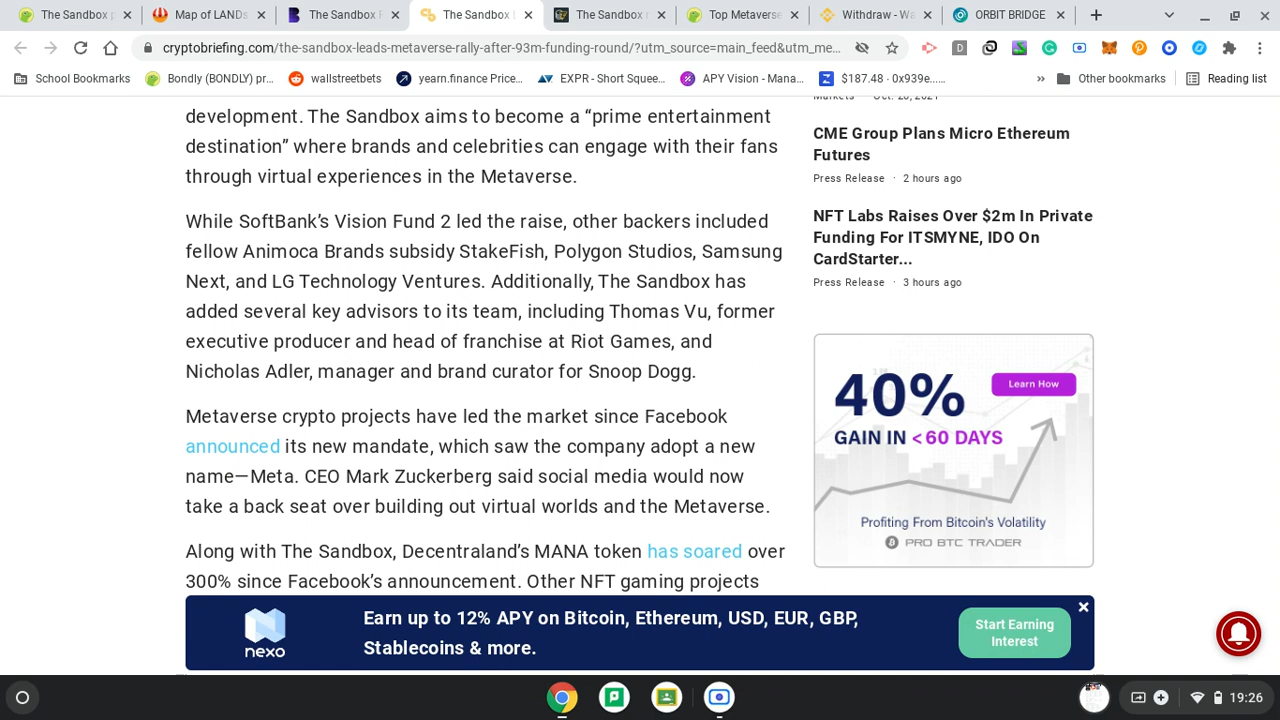 The Sandbox p
Map of LANDs
The Sandbox F
The Sandbox L
The Sandbox r
Top Metaverse
Withdraw - Wa
ORBIT BRIDGE
cryptobriefing.com/the-sandbox-leads-metaverse-rally-after-93m-funding-round/?utm_source=main_feed&utm_me...
School Bookmarks
Bondly (BONDLY) pr...
wallstreetbets
yearn.finance Price...
EXPR - Short Squee...
APY Vision - Mana...
$187.48 · 0x939e......
»
Other bookmarks
Reading list
development. The Sandbox aims to become a “prime entertainment
destination” where brands and celebrities can engage with their fans
through virtual experiences in the Metaverse.
While SoftBank’s Vision Fund 2 led the raise, other backers included
fellow Animoca Brands subsidy StakeFish, Polygon Studios, Samsung
Next, and LG Technology Ventures. Additionally, The Sandbox has
added several key advisors to its team, including Thomas Vu, former
executive producer and head of franchise at Riot Games, and
Nicholas Adler, manager and brand curator for Snoop Dogg.
Metaverse crypto projects have led the market since Facebook
announced its new mandate, which saw the company adopt a new
name—Meta. CEO Mark Zuckerberg said social media would now
take a back seat over building out virtual worlds and the Metaverse.
Along with The Sandbox, Decentraland’s MANA token has soared over
300% since Facebook’s announcement. Other NFT gaming projects
CME Group Plans Micro Ethereum
Futures
Press Release · 2 hours ago
NFT Labs Raises Over $2m In Private
Funding For ITSMYNE, IDO On
CardStarter...
Press Release · 3 hours ago
40%
Learn How
GAIN IN < 60 DAYS
Profiting From Bitcoin's Volatility
PRO BTC TRADER
nexo
Earn up to 12% APY on Bitcoin, Ethereum, USD, EUR, GBP,
Stablecoins & more.
Start Earning
Interest
19:26